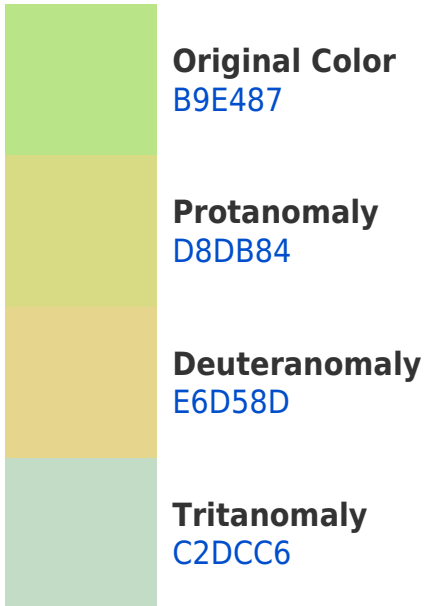 Original Color
B9E487
Protanomaly
D8DB84
Deuteranomaly
E6D58D
Tritanomaly
C2DCC6